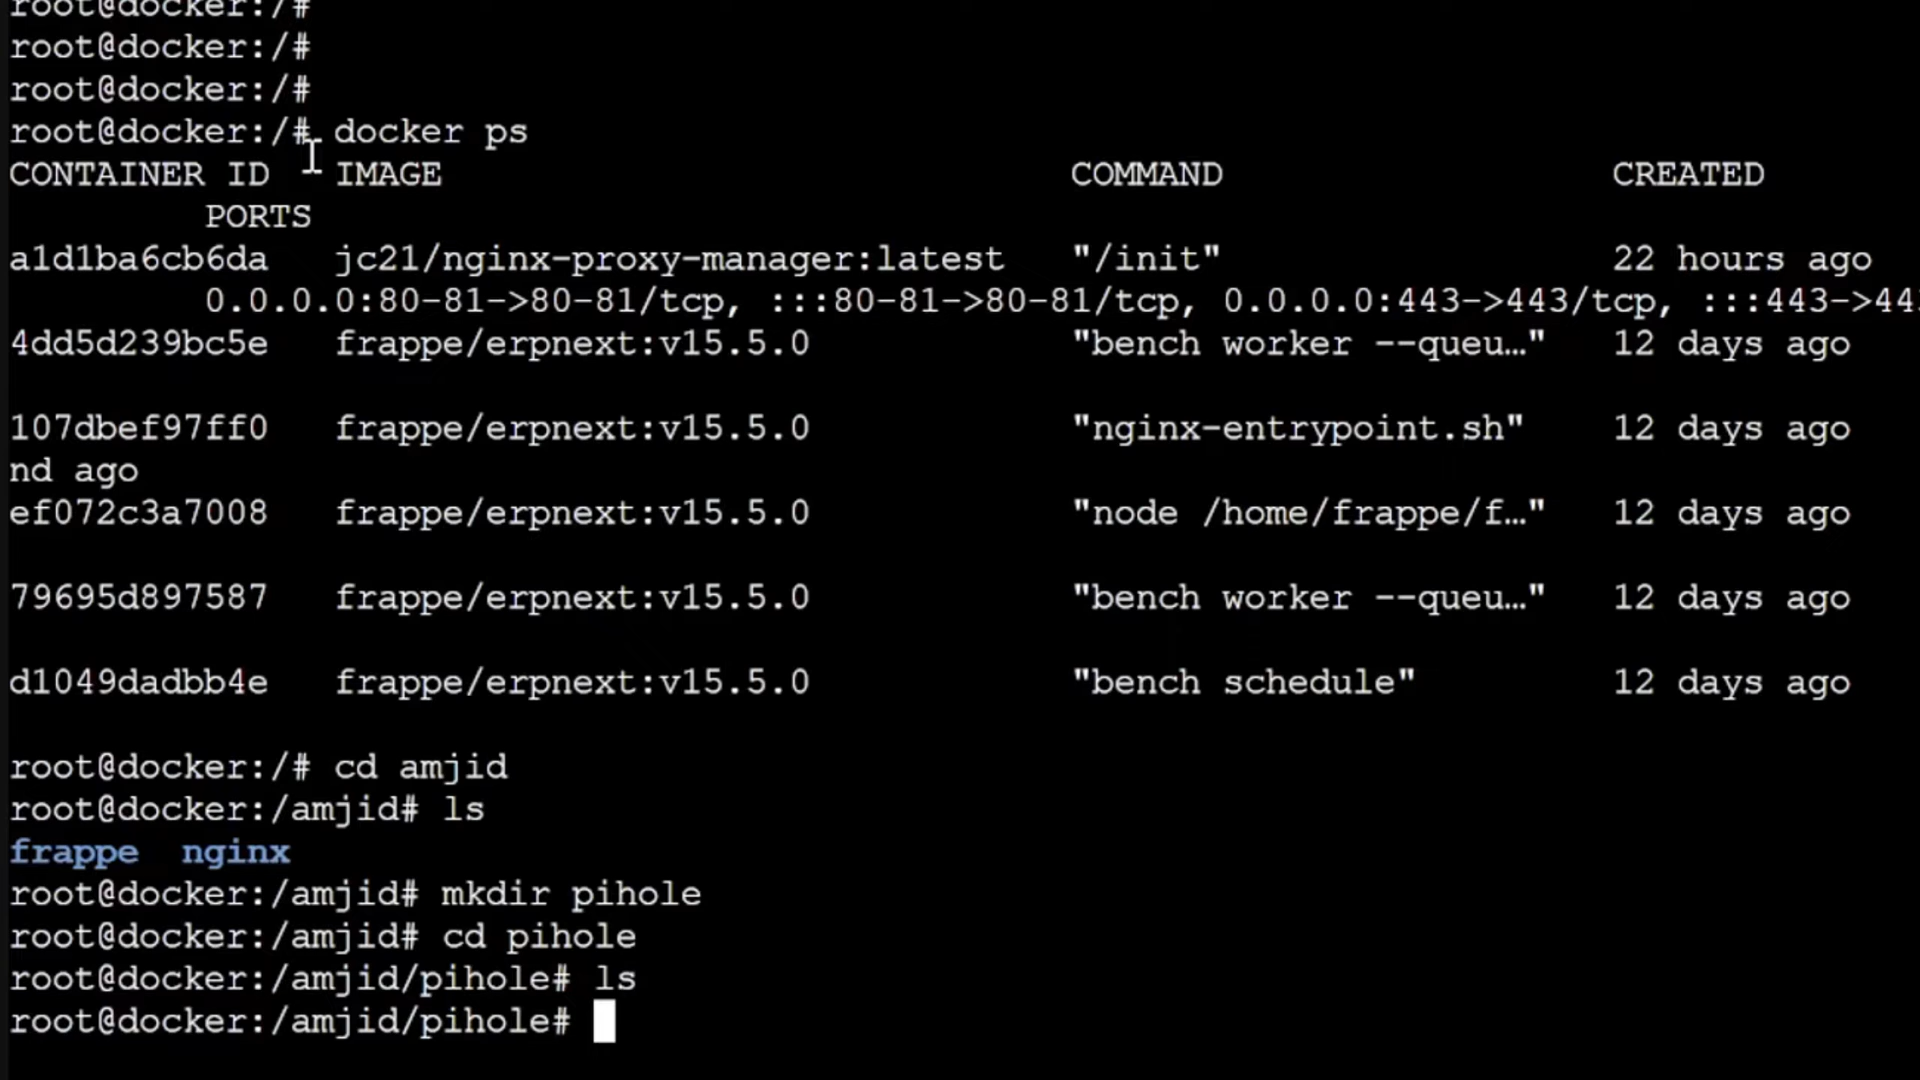 root@docker:/#
root@docker:/#
root@docker:/#
root@docker:/# docker ps
CONTAINER ID   IMAGE                             COMMAND                  CREATED
         PORTS
a1d1ba6cb6da   jc21/nginx-proxy-manager:latest   "/init"                  22 hours ago
         0.0.0.0:80-81->80-81/tcp, :::80-81->80-81/tcp, 0.0.0.0:443->443/tcp, :::443->443
4dd5d239bc5e   frappe/erpnext:v15.5.0            "bench worker --queu…"   12 days ago
107dbef97ff0   frappe/erpnext:v15.5.0            "nginx-entrypoint.sh"    12 days ago
nd ago
ef072c3a7008   frappe/erpnext:v15.5.0            "node /home/frappe/f…"   12 days ago
79695d897587   frappe/erpnext:v15.5.0            "bench worker --queu…"   12 days ago
d1049dadbb4e   frappe/erpnext:v15.5.0            "bench schedule"         12 days ago
root@docker:/# cd amjid
root@docker:/amjid# ls
frappe  nginx
root@docker:/amjid# mkdir pihole
root@docker:/amjid# cd pihole
root@docker:/amjid/pihole# ls
root@docker:/amjid/pihole#